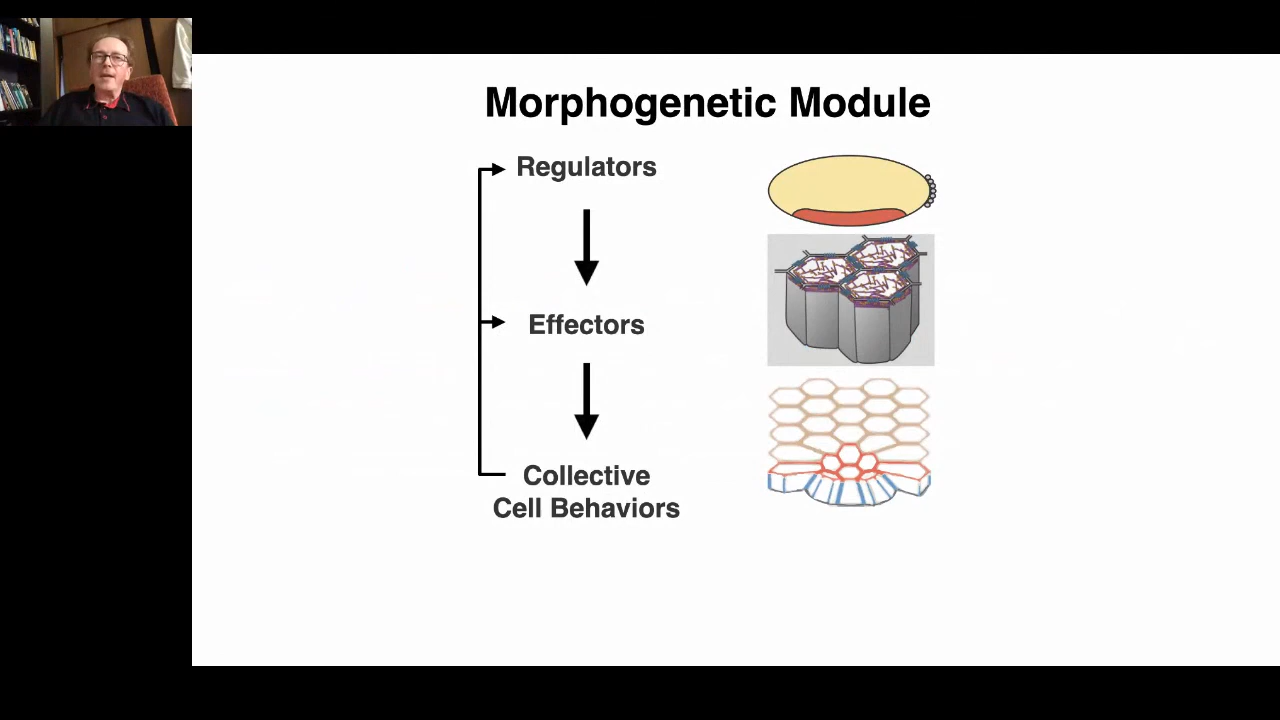 Morphogenetic Module
Regulators
Effectors
Collective
Cell Behaviors